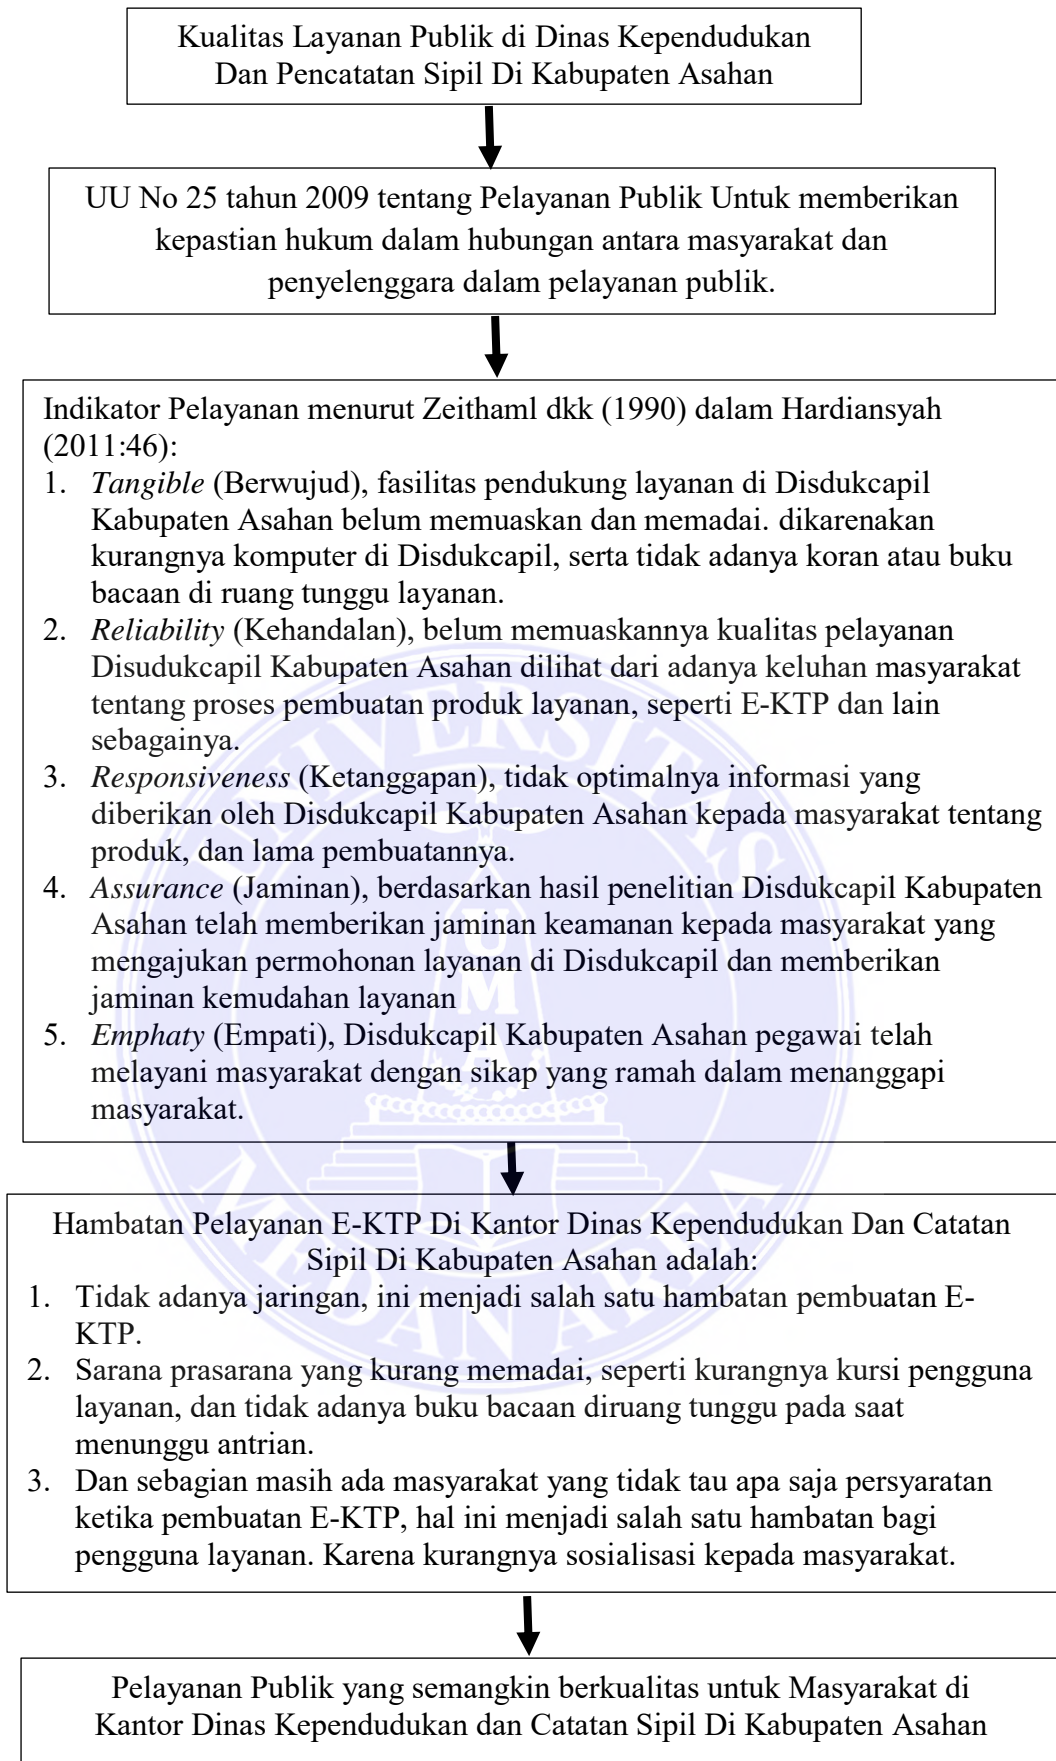 Kualitas Layanan Publik di Dinas Kependudukan
Dan Pencatatan Sipil Di Kabupaten Asahan
UU No 25 tahun 2009 tentang Pelayanan Publik Untuk memberikan
kepastian hukum dalam hubungan antara masyarakat dan
penyelenggara dalam pelayanan publik.
Indikator Pelayanan menurut Zeithaml dkk (1990) dalam Hardiansyah
(2011:46):
1. Tangible (Berwujud), fasilitas pendukung layanan di Disdukcapil
Kabupaten Asahan belum memuaskan dan memadai. dikarenakan
kurangnya komputer di Disdukcapil, serta tidak adanya koran atau buku
bacaan di ruang tunggu layanan.
2. Reliability (Kehandalan), belum memuaskannya kualitas pelayanan
Disudukcapil Kabupaten Asahan dilihat dari adanya keluhan masyarakat
tentang proses pembuatan produk layanan, seperti E-KTP dan lain
sebagainya.
3. Responsiveness (Ketanggapan), tidak optimalnya informasi yang
diberikan oleh Disdukcapil Kabupaten Asahan kepada masyarakat tentang
produk, dan lama pembuatannya.
4. Assurance (Jaminan), berdasarkan hasil penelitian Disdukcapil Kabupaten
Asahan telah memberikan jaminan keamanan kepada masyarakat yang
mengajukan permohonan layanan di Disdukcapil dan memberikan
jaminan kemudahan layanan
5. Emphaty (Empati), Disdukcapil Kabupaten Asahan pegawai telah
melayani masyarakat dengan sikap yang ramah dalam menanggapi
masyarakat.
Hambatan Pelayanan E-KTP Di Kantor Dinas Kependudukan Dan Catatan
Sipil Di Kabupaten Asahan adalah:
1. Tidak adanya jaringan, ini menjadi salah satu hambatan pembuatan E-
KTP.
2. Sarana prasarana yang kurang memadai, seperti kurangnya kursi pengguna
layanan, dan tidak adanya buku bacaan diruang tunggu pada saat
menunggu antrian.
3. Dan sebagian masih ada masyarakat yang tidak tau apa saja persyaratan
ketika pembuatan E-KTP, hal ini menjadi salah satu hambatan bagi
pengguna layanan. Karena kurangnya sosialisasi kepada masyarakat.
Pelayanan Publik yang semangkin berkualitas untuk Masyarakat di
Kantor Dinas Kependudukan dan Catatan Sipil Di Kabupaten Asahan
UNIVERSITAS
UMA
MEDAN AREA